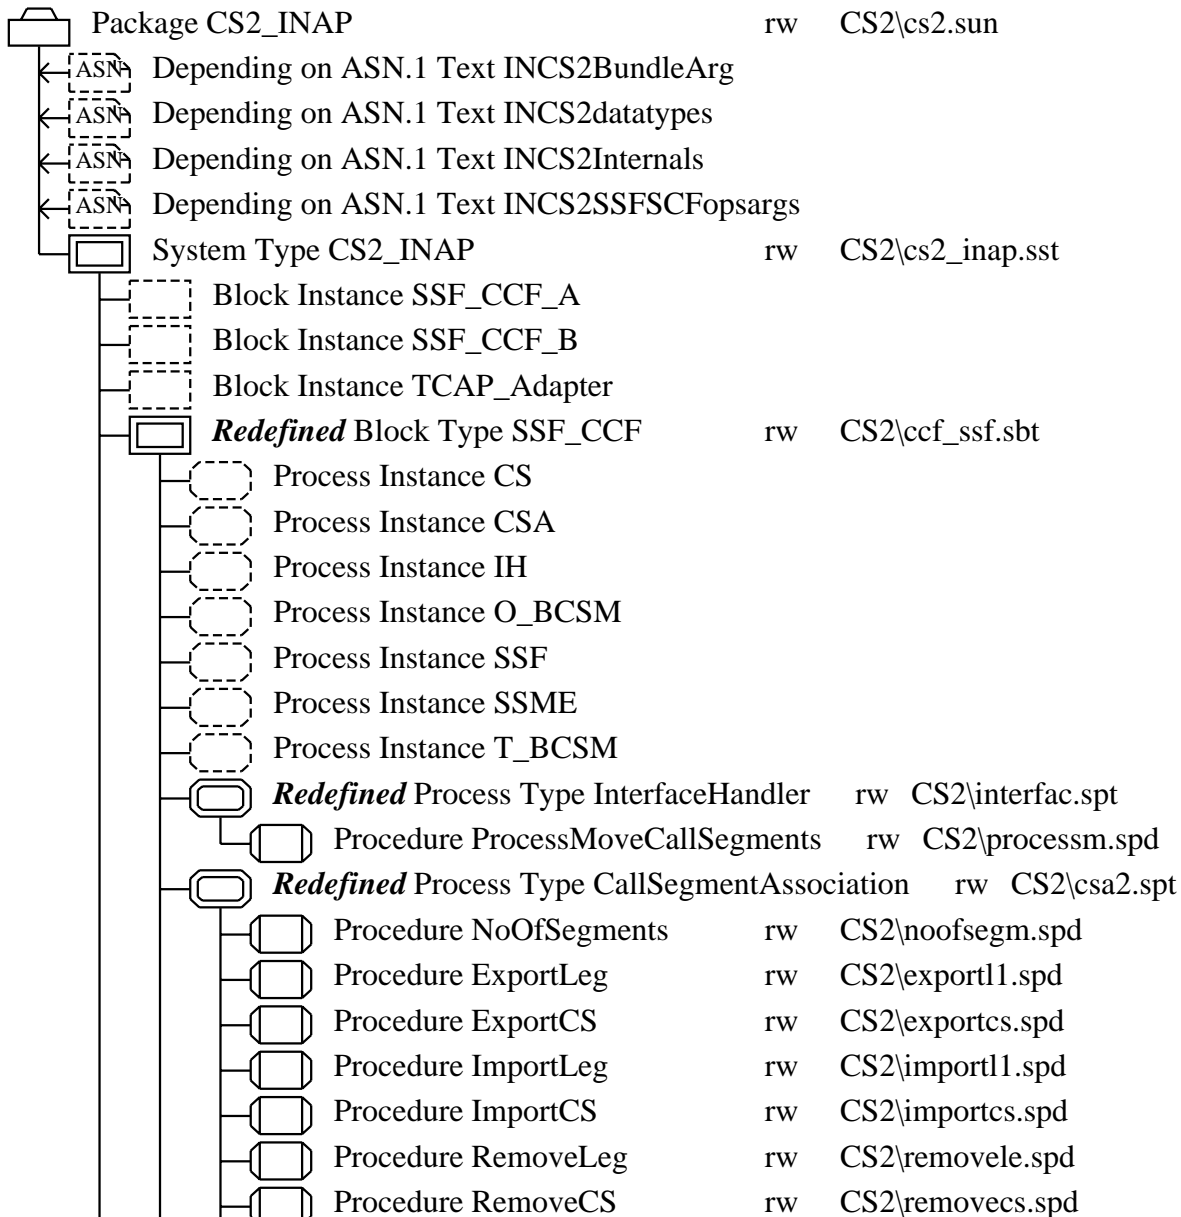 Package CS2_INAP rw CS2\cs2.sun
ASN Depending on ASN.1 Text INCS2BundleArg
ASN Depending on ASN.1 Text INCS2datatypes
ASN Depending on ASN.1 Text INCS2Internals
ASN Depending on ASN.1 Text INCS2SSFSCFopsargs
System Type CS2_INAP rw CS2\cs2_inap.sst
Block Instance SSF_CCF_A
Block Instance SSF_CCF_B
Block Instance TCAP_Adapter
Redefined Block Type SSF_CCF rw CS2\ccf_ssf.sbt
Process Instance CS
Process Instance CSA
Process Instance IH
Process Instance O_BCSM
Process Instance SSF
Process Instance SSME
Process Instance T_BCSM
Redefined Process Type InterfaceHandler rw CS2\interfac.spt
Procedure ProcessMoveCallSegments rw CS2\processm.spd
Redefined Process Type CallSegmentAssociation rw CS2\csa2.spt
Procedure NoOfSegments rw CS2\noofsegm.spd
Procedure ExportLeg rw CS2\exportl1.spd
Procedure ExportCS rw CS2\exportcs.spd
Procedure ImportLeg rw CS2\importl1.spd
Procedure ImportCS rw CS2\importcs.spd
Procedure RemoveLeg rw CS2\removele.spd
Procedure RemoveCS rw CS2\removecs.spd